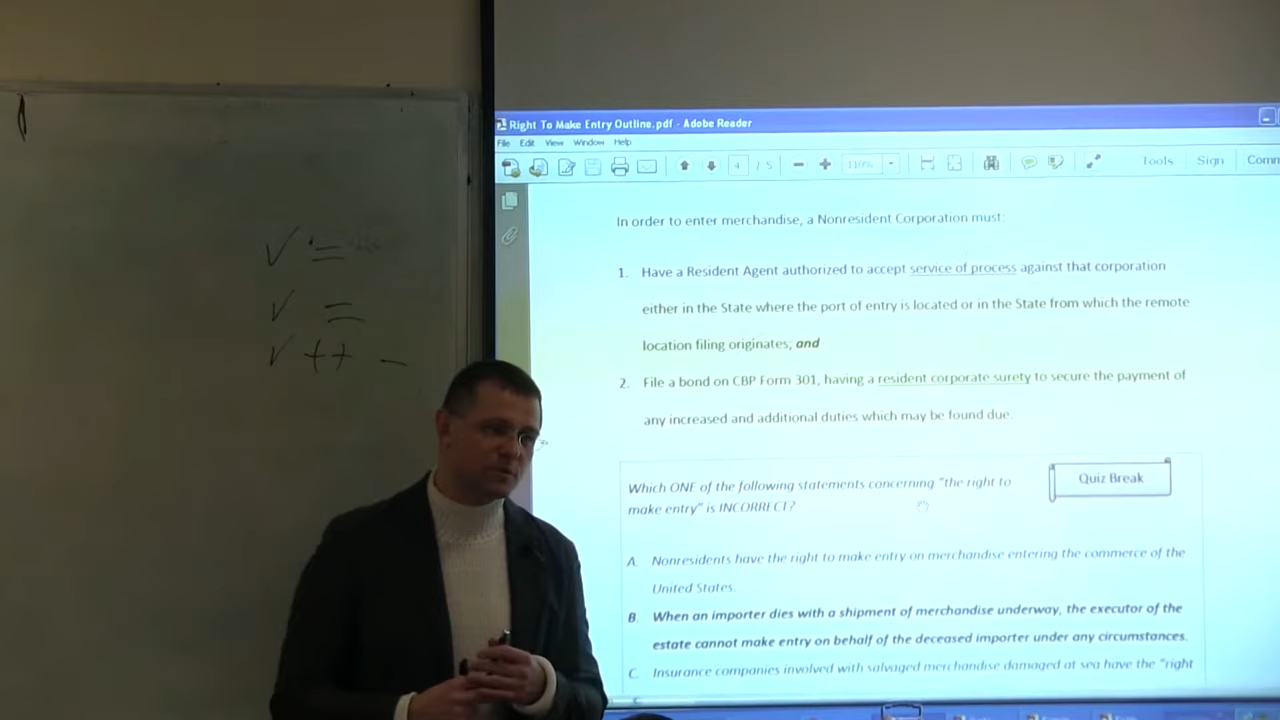 Right To Make Entry Outline.pdf - Adobe Reader
File Edit View Window Help
4 / 5 110% Tools Sign Comm
In order to enter merchandise, a Nonresident Corporation must:
1. Have a Resident Agent authorized to accept service of process against that corporation
either in the State where the port of entry is located or in the State from which the remote
location filing originates; and
2. File a bond on CBP Form 301, having a resident corporate surety to secure the payment of
any increased and additional duties which may be found due.
Quiz Break
Which ONE of the following statements concerning "the right to
make entry" is INCORRECT?
A. Nonresidents have the right to make entry on merchandise entering the commerce of the
United States.
B. When an importer dies with a shipment of merchandise underway, the executor of the
estate cannot make entry on behalf of the deceased importer under any circumstances.
C. Insurance companies involved with salvaged merchandise damaged at sea have the "right
✓ =
✓ =
✓ ++ -